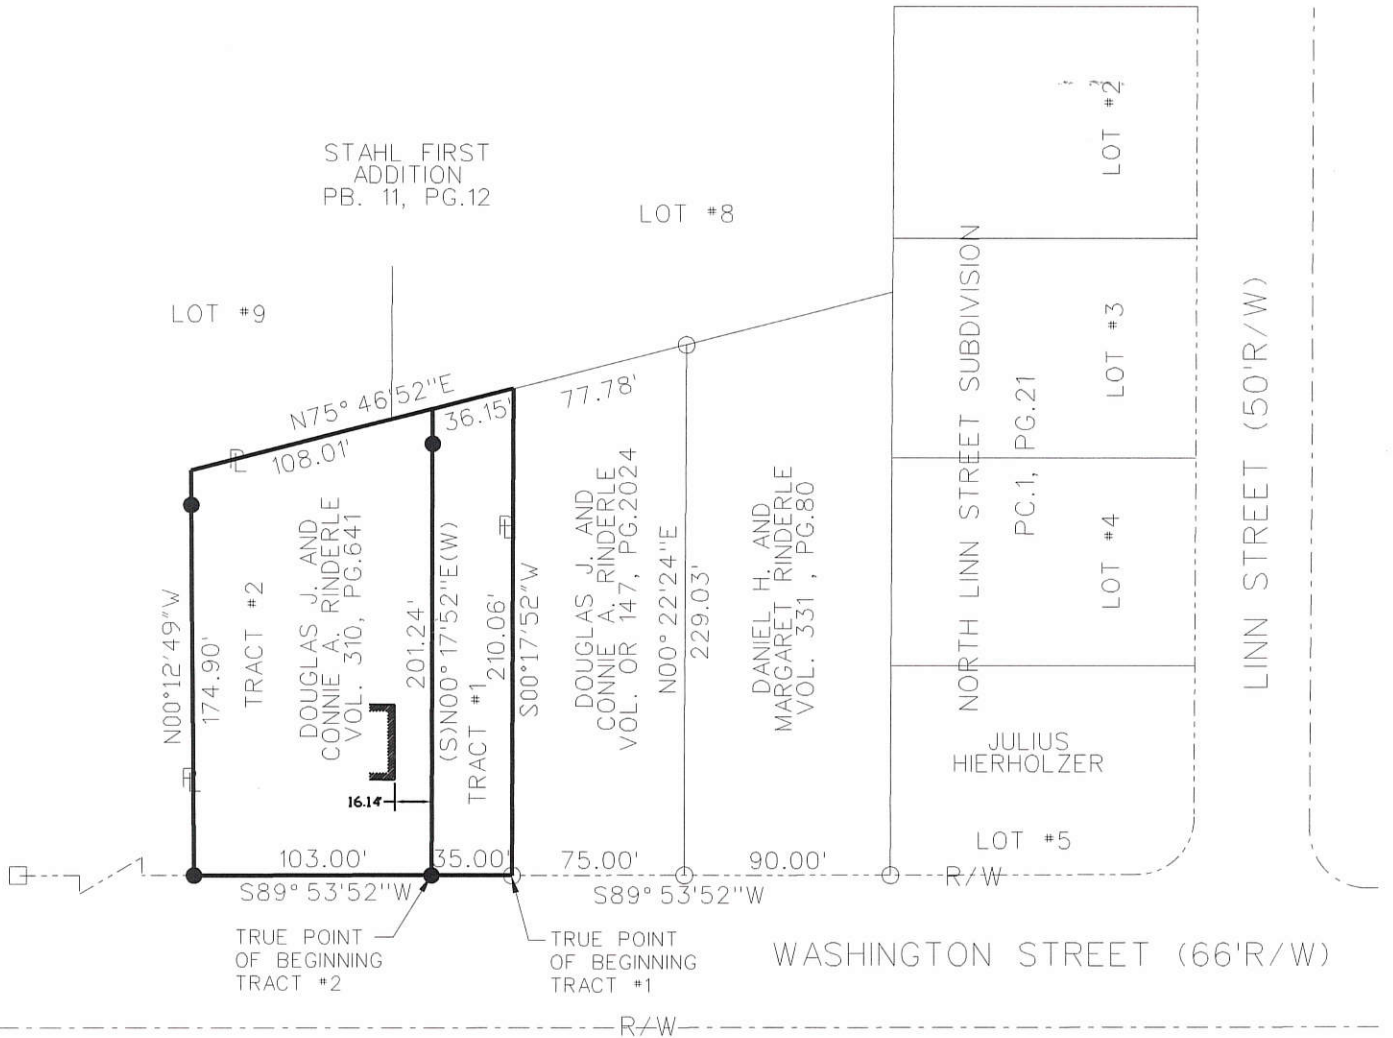 STAHL FIRST
ADDITION
PB. 11, PG.12
LOT #8
LOT #9
LOT #2
LOT #3
LOT #4
NORTH LINN STREET SUBDIVISION
PC.1, PG.21
LINN STREET (50'R/W)
N75° 46'52"E
108.01'
36.15'
77.78'
PL
PL
PL
N00°12'49"W
174.90'
TRACT #2
DOUGLAS J. AND
CONNIE A. RINDERLE
VOL. 310, PG.641
201.24'
(S)N00°17'52"E(W)
TRACT #1
210.06'
S00°17'52"W
DOUGLAS J. AND
CONNIE A. RINDERLE
VOL. OR 147, PG.2024
N00°22'24"E
229.03'
DANIEL H. AND
MARGARET RINDERLE
VOL. 331 , PG.80
JULIUS
HIERHOLZER
LOT #5
16.14'
103.00'
35.00'
75.00'
90.00'
S89° 53'52"W
S89° 53'52"W
R/W
TRUE POINT
OF BEGINNING
TRACT #2
TRUE POINT
OF BEGINNING
TRACT #1
WASHINGTON STREET (66'R/W)
R/W